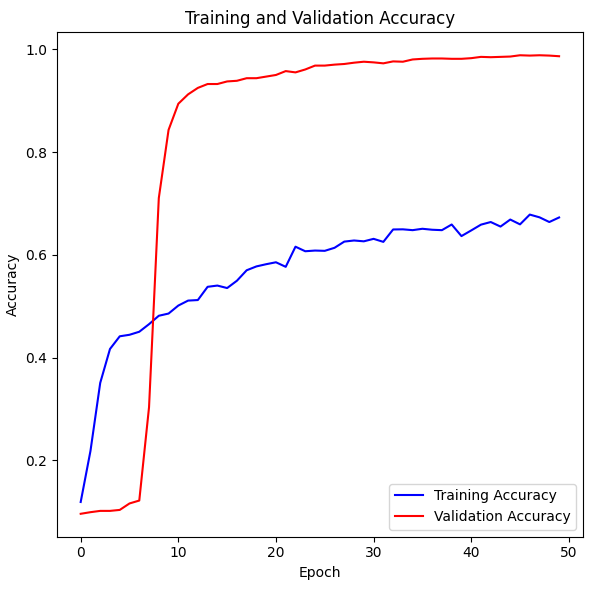 Training and Validation Accuracy
1.0
0.8
0.6
0.4
0.2
Accuracy
0
10
20
30
40
50
Epoch
Training Accuracy
Validation Accuracy